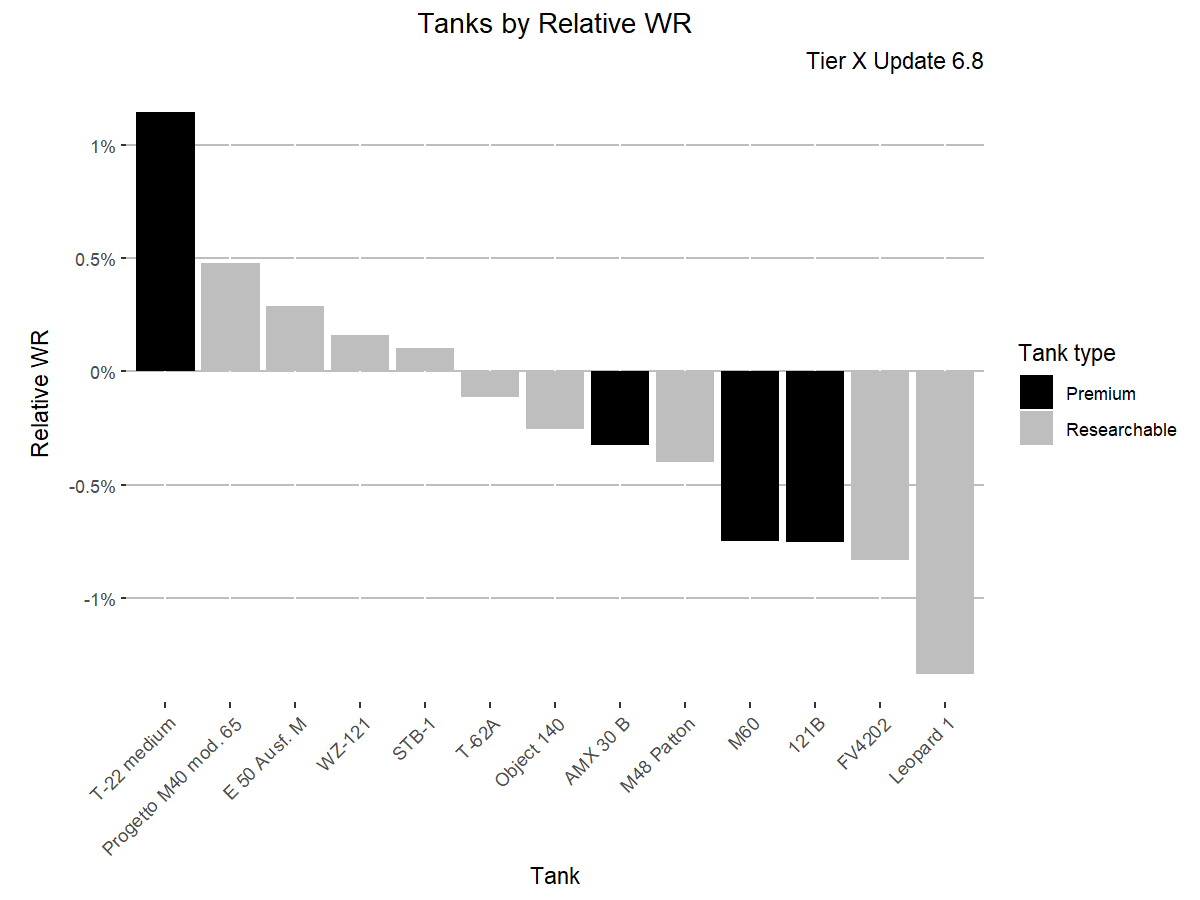 Tanks by Relative WR
Tier X Update 6.8
1%
0.5%
0%
-0.5%
-1%
Relative WR
T-22 medium
Progetto M40 mod. 65
E 50 Ausf. M
WZ-121
STB-1
T-62A
Object 140
AMX 30 B
M48 Patton
M60
121B
FV4202
Leopard 1
Tank
Tank type
Premium
Researchable